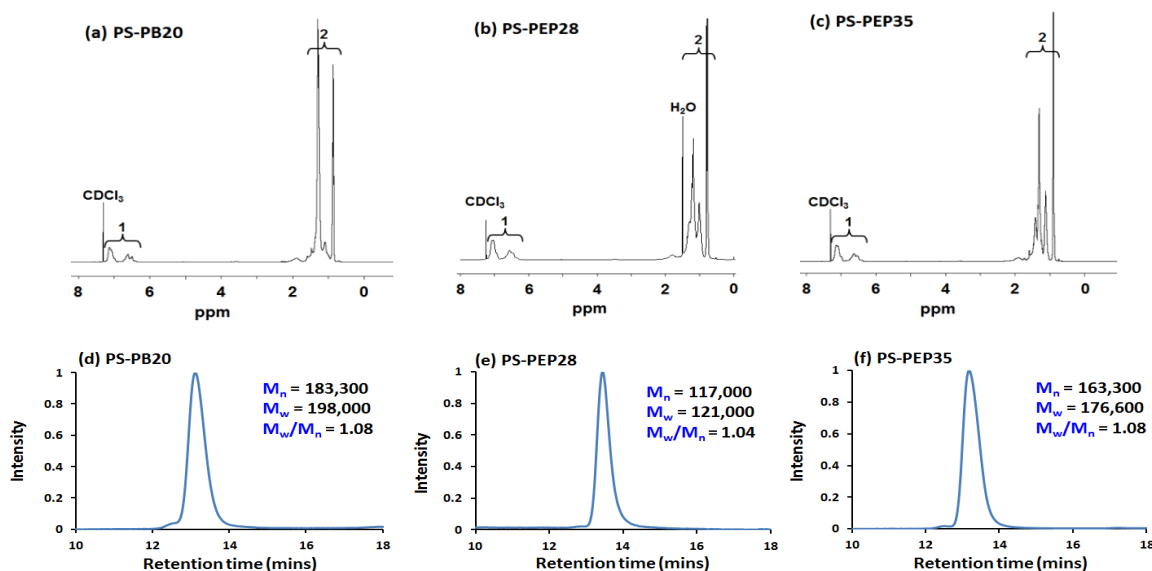 (a) PS-PB20
2
CDCl₃
1
8 6 4 2 0
ppm
(b) PS-PEP28
2
H₂O
CDCl₃
1
8 6 4 2 0
ppm
(c) PS-PEP35
2
CDCl₃
1
8 6 4 2 0
ppm
(d) PS-PB20
Mₙ = 183,300
M_w = 198,000
M_w/Mₙ = 1.08
Intensity
1
0.8
0.6
0.4
0.2
0
10 12 14 16 18
Retention time (mins)
(e) PS-PEP28
Mₙ = 117,000
M_w = 121,000
M_w/Mₙ = 1.04
Intensity
1
0.8
0.6
0.4
0.2
0
10 12 14 16 18
Retention time (mins)
(f) PS-PEP35
Mₙ = 163,300
M_w = 176,600
M_w/Mₙ = 1.08
Intensity
1
0.8
0.6
0.4
0.2
0
10 12 14 16 18
Retention time (mins)